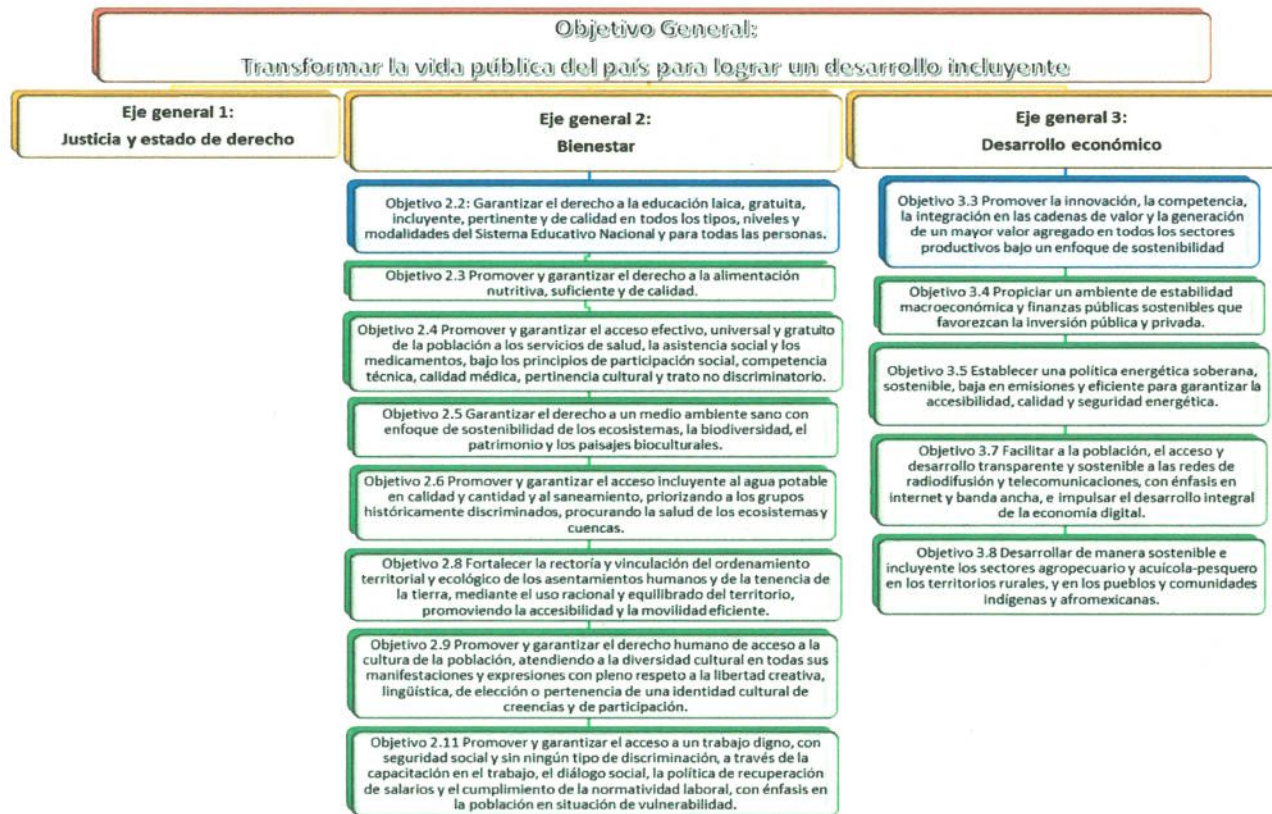 Objetivo General:
Transformar la vida pública del país para lograr un desarrollo incluyente
Eje general 1:
Justicia y estado de derecho
Eje general 2:
Bienestar
Objetivo 2.2: Garantizar el derecho a la educación laica, gratuita,
incluyente, pertinente y de calidad en todos los tipos, niveles y
modalidades del Sistema Educativo Nacional y para todas las personas.
Objetivo 2.3 Promover y garantizar el derecho a la alimentación
nutritiva, suficiente y de calidad.
Objetivo 2.4 Promover y garantizar el acceso efectivo, universal y gratuito
de la población a los servicios de salud, la asistencia social y los
medicamentos, bajo los principios de participación social, competencia
técnica, calidad médica, pertinencia cultural y trato no discriminatorio.
Objetivo 2.5 Garantizar el derecho a un medio ambiente sano con
enfoque de sostenibilidad de los ecosistemas, la biodiversidad, el
patrimonio y los paisajes bioculturales.
Objetivo 2.6 Promover y garantizar el acceso incluyente al agua potable
en calidad y cantidad y al saneamiento, priorizando a los grupos
históricamente discriminados, procurando la salud de los ecosistemas y
cuencas.
Objetivo 2.8 Fortalecer la rectoría y vinculación del ordenamiento
territorial y ecológico de los asentamientos humanos y de la tenencia de
la tierra, mediante el uso racional y equilibrado del territorio,
promoviendo la accesibilidad y la movilidad eficiente.
Objetivo 2.9 Promover y garantizar el derecho humano de acceso a la
cultura de la población, atendiendo a la diversidad cultural en todas sus
manifestaciones y expresiones con pleno respeto a la libertad creativa,
lingüística, de elección o pertenencia de una identidad cultural de
creencias y de participación.
Objetivo 2.11 Promover y garantizar el acceso a un trabajo digno, con
seguridad social y sin ningún tipo de discriminación, a través de la
capacitación en el trabajo, el diálogo social, la política de recuperación
de salarios y el cumplimiento de la normatividad laboral, con énfasis en
la población en situación de vulnerabilidad.
Eje general 3:
Desarrollo económico
Objetivo 3.3 Promover la innovación, la competencia,
la integración en las cadenas de valor y la generación
de un mayor valor agregado en todos los sectores
productivos bajo un enfoque de sostenibilidad
Objetivo 3.4 Propiciar un ambiente de estabilidad
macroeconómica y finanzas públicas sostenibles que
favorezcan la inversión pública y privada.
Objetivo 3.5 Establecer una política energética soberana,
sostenible, baja en emisiones y eficiente para garantizar la
accesibilidad, calidad y seguridad energética.
Objetivo 3.7 Facilitar a la población, el acceso y
desarrollo transparente y sostenible a las redes de
radiodifusión y telecomunicaciones, con énfasis en
internet y banda ancha, e impulsar el desarrollo integral
de la economía digital.
Objetivo 3.8 Desarrollar de manera sostenible e
incluyente los sectores agropecuario y acuícola-pesquero
en los territorios rurales, y en los pueblos y comunidades
indígenas y afromexicanas.